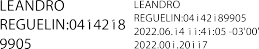 LEANDRO
REGUELIN:0414218
9905
LEANDRO
REGUELIN:04142189905
2022.06.14 11:41:05 -03'00'
2022.001.20117